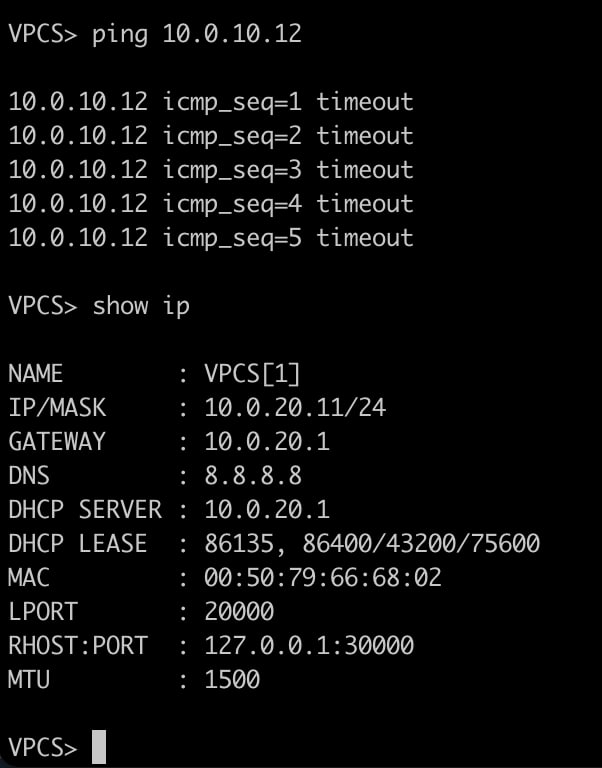 VPCS> ping 10.0.10.12
10.0.10.12 icmp_seq=1 timeout
10.0.10.12 icmp_seq=2 timeout
10.0.10.12 icmp_seq=3 timeout
10.0.10.12 icmp_seq=4 timeout
10.0.10.12 icmp_seq=5 timeout
VPCS> show ip
NAME : VPCS[1]
IP/MASK : 10.0.20.11/24
GATEWAY : 10.0.20.1
DNS : 8.8.8.8
DHCP SERVER : 10.0.20.1
DHCP LEASE : 86135, 86400/43200/75600
MAC : 00:50:79:66:68:02
LPORT : 20000
RHOST:PORT : 127.0.0.1:30000
MTU : 1500
VPCS>